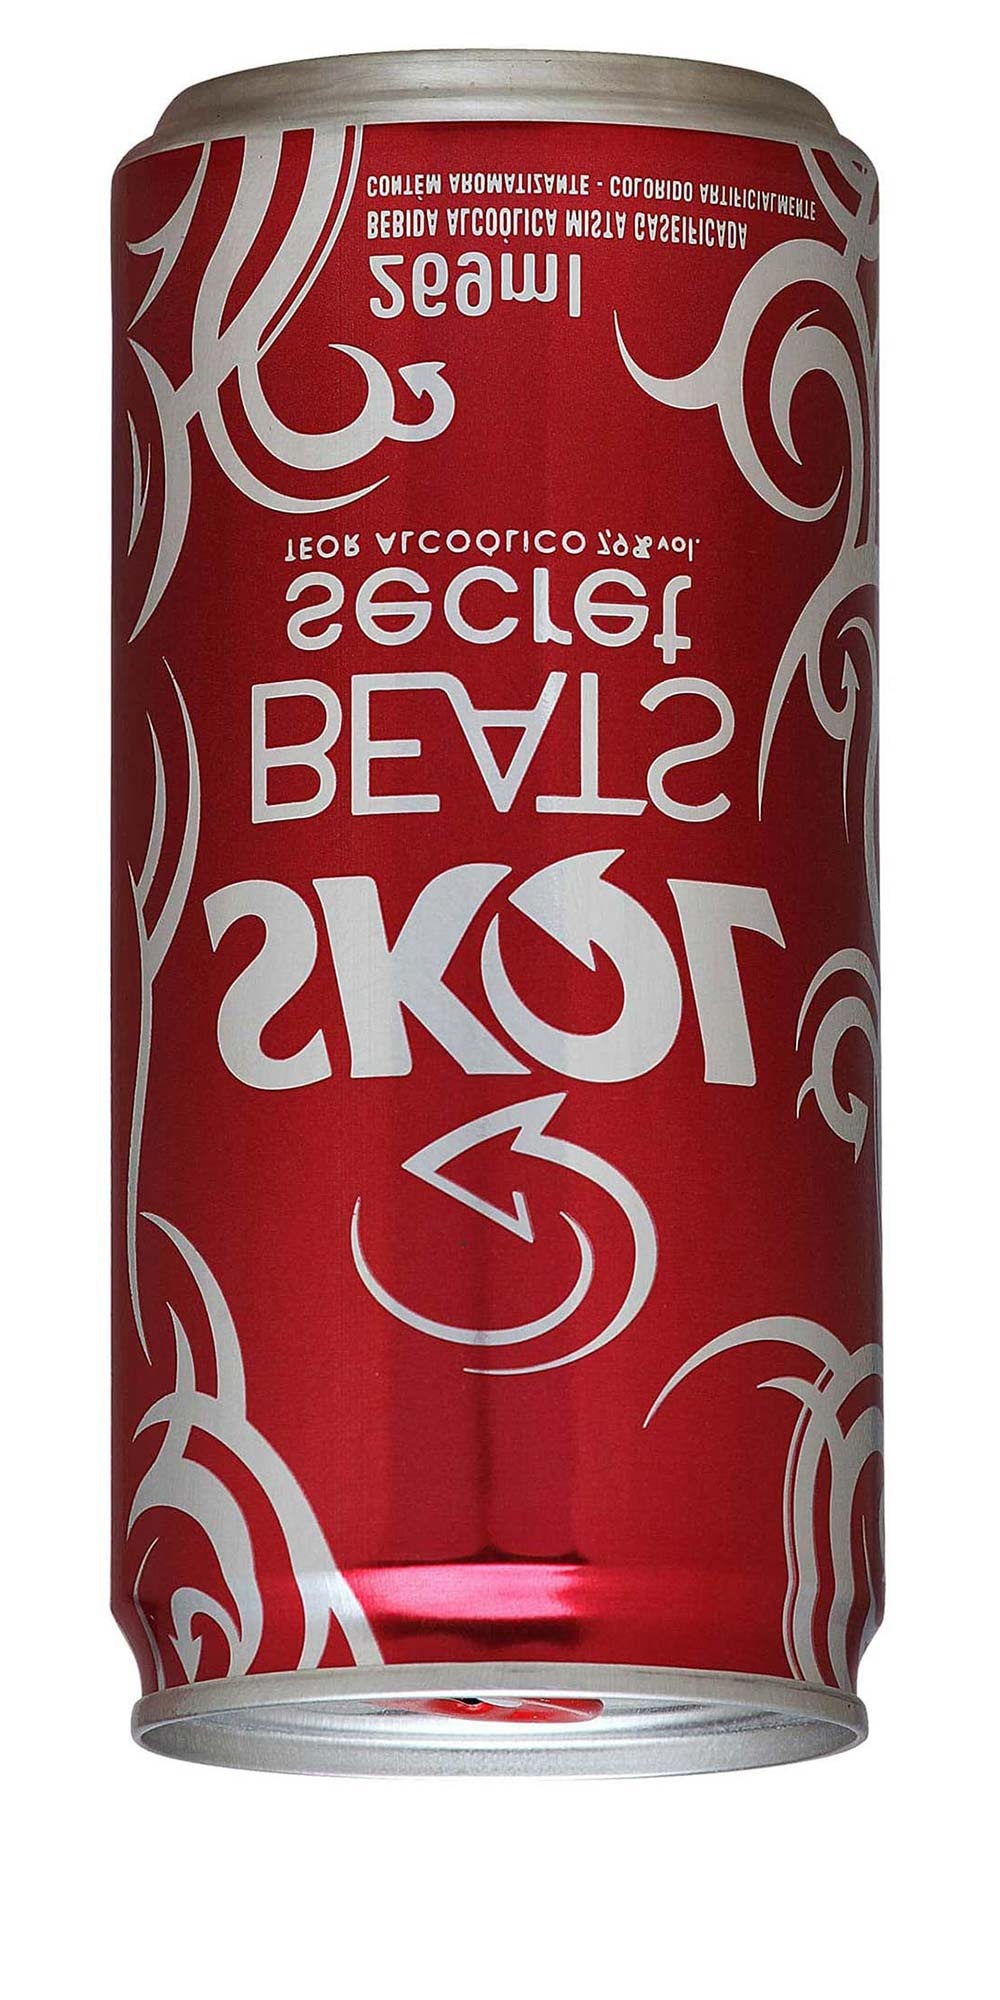 SKOL
BEATS
secret
TEOR ALCOÓLICO 7,9% vol.
269ml
BEBIDA ALCOÓLICA MISTA GASEIFICADA
CONTÉM AROMATIZANTE - COLORIDO ARTIFICIALMENTE